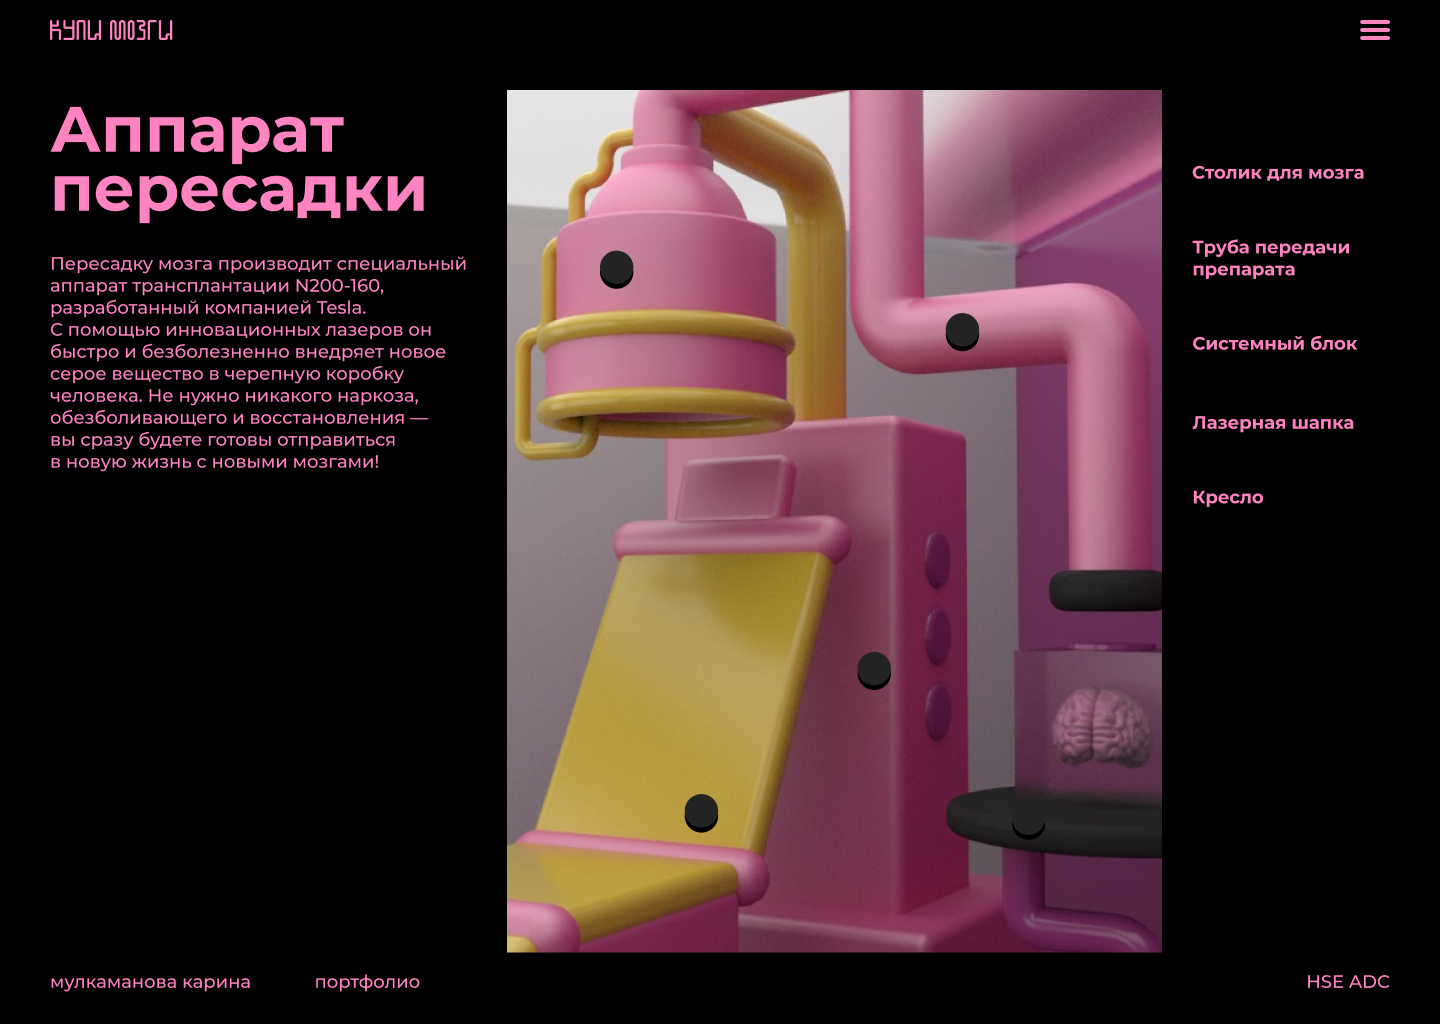 КУПИ МОЗГИ
Аппарат
пересадки
Пересадку мозга производит специальный
аппарат трансплантации N200-160,
разработанный компанией Tesla.
С помощью инновационных лазеров он
быстро и безболезненно внедряет новое
серое вещество в черепную коробку
человека. Не нужно никакого наркоза,
обезболивающего и восстановления —
вы сразу будете готовы отправиться
в новую жизнь с новыми мозгами!
Столик для мозга
Труба передачи
препарата
Системный блок
Лазерная шапка
Кресло
мулкаманова карина
портфолио
HSE ADC